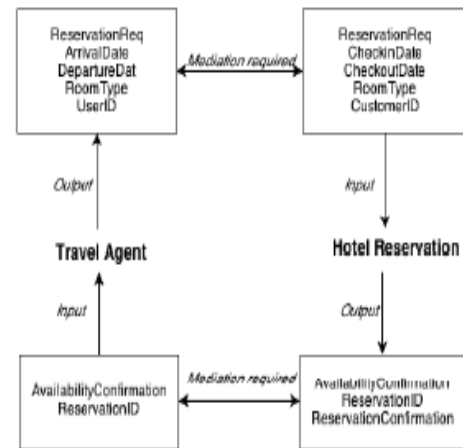 ReservationReq
ArrivalDate
DepartureDat
RoomType
UserID
Mediation required
ReservationReq
CheckinDate
CheckoutDate
RoomType
CustomerID
Output
Input
Travel Agent
Hotel Reservation
Input
Output
AvailabilityConfirmation
ReservationID
Mediation required
AvailabilityConfirmation
ReservationID
ReservationConfirmation